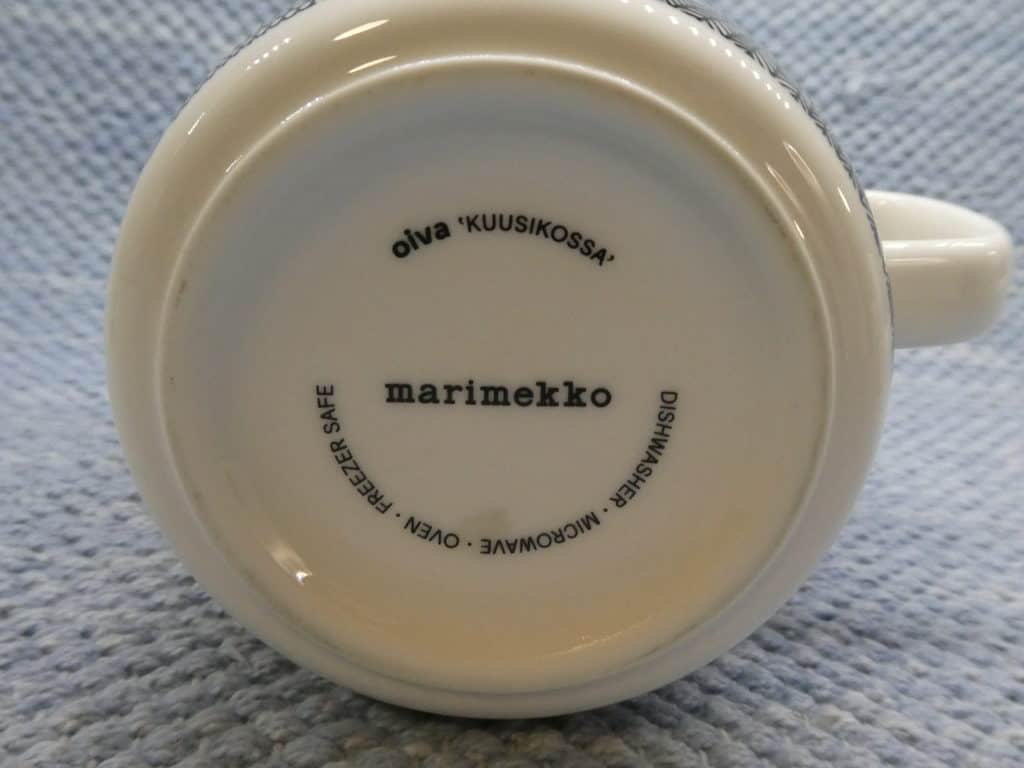 oiva ‘KUUSIKOSSA’
marimekko
DISHWASHER · MICROWAVE · OVEN · FREEZER SAFE